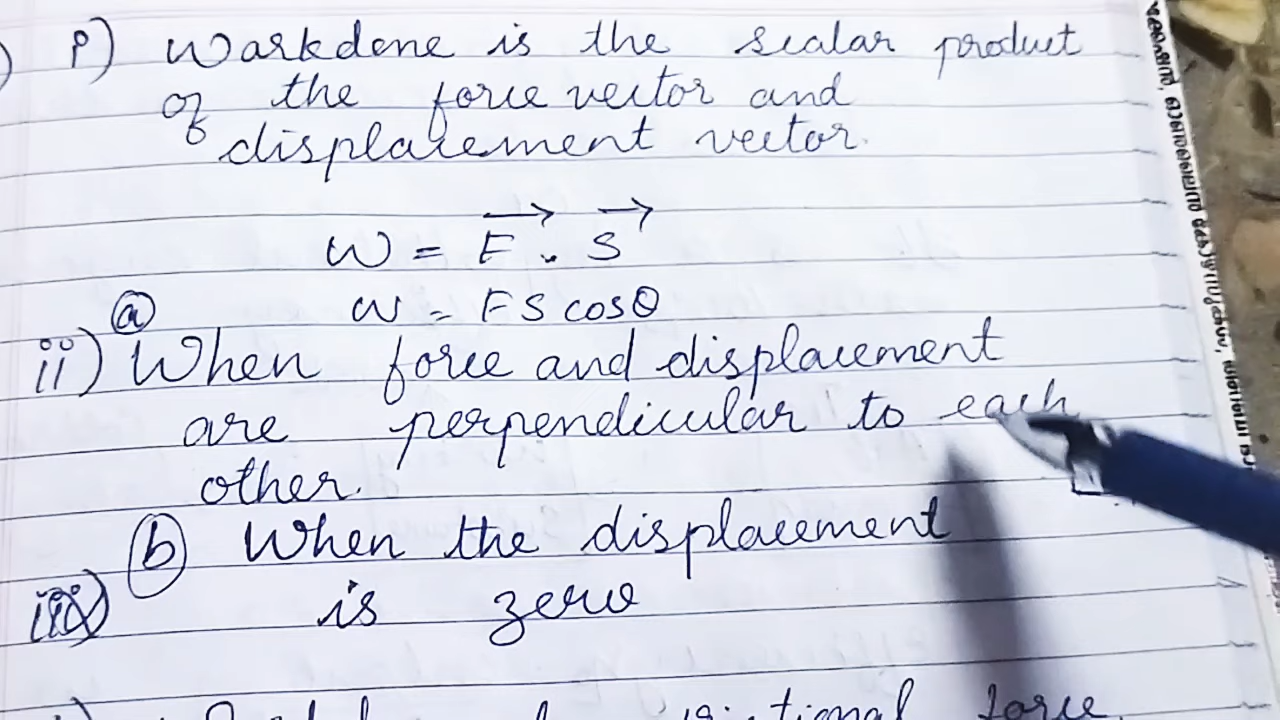 i) Workdone is the scalar product
of the force vector and
displacement vector.
W = F⃗ . S⃗
W = FS cosθ
ⓐ
ii) When force and displacement
are perpendicular to each
other.
ⓑ When the displacement
is zero
force